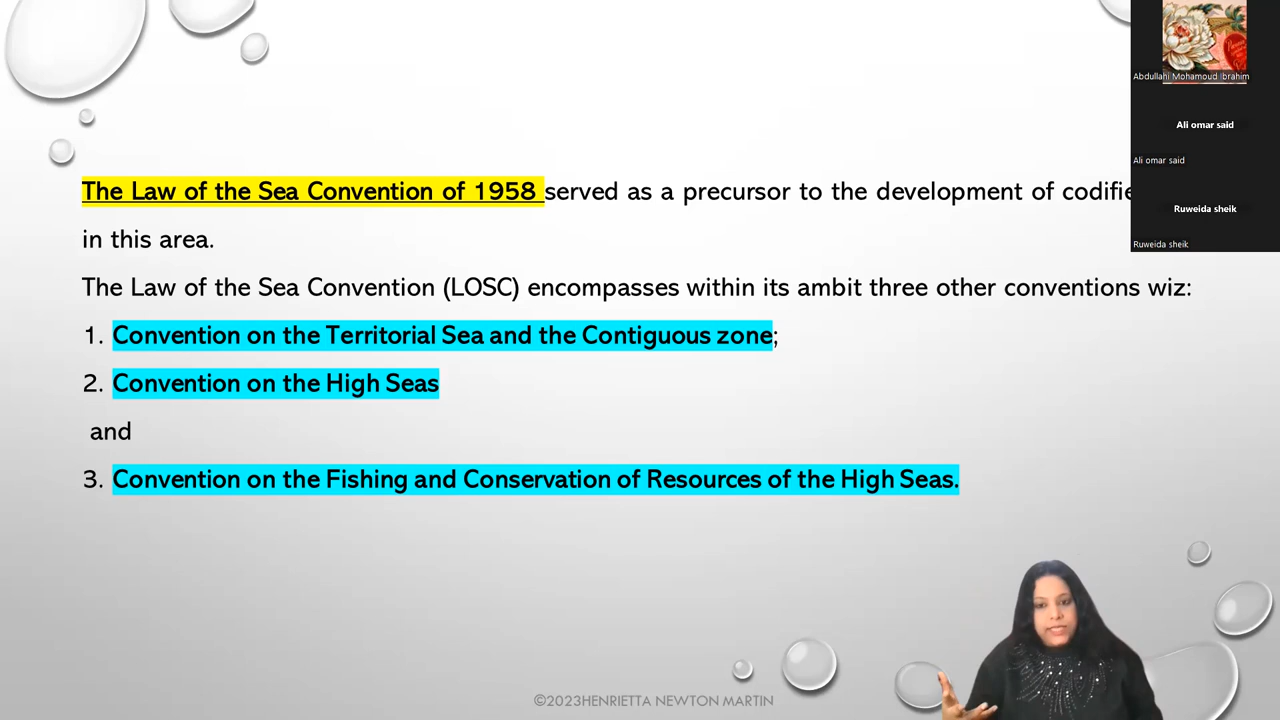 The Law of the Sea Convention of 1958 served as a precursor to the development of
in this area.
The Law of the Sea Convention (LOSC) encompasses within its ambit three other conventions wiz:
1. Convention on the Territorial Sea and the Contiguous zone;
2. Convention on the High Seas
and
3. Convention on the Fishing and Conservation of Resources of the High Seas.
©2023HENRIETTA NEWTON MARTIN
Abdullahi Mohamoud Ibrahim
Ali omar said
Ali omar said
Ruweida sheik
Ruweida sheik